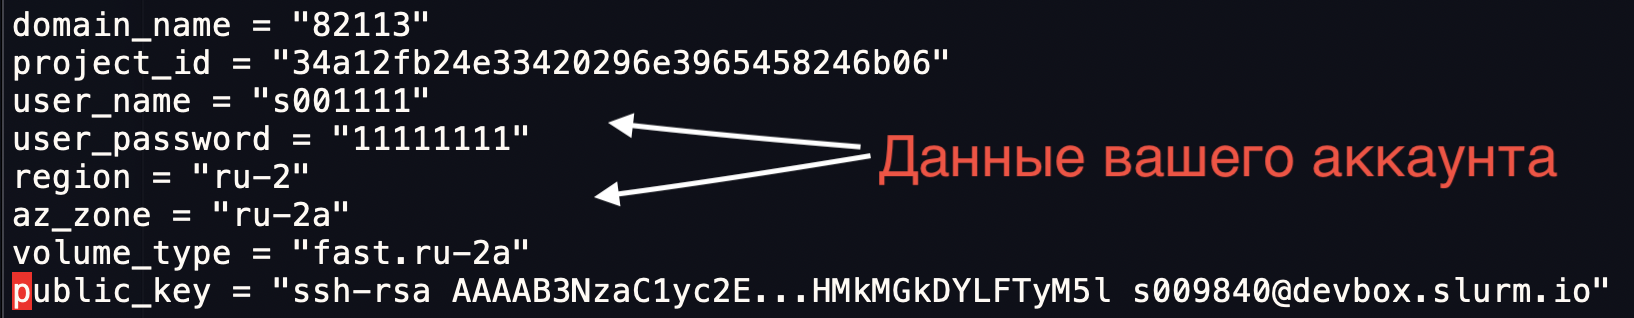 domain_name = "82113"
project_id = "34a12fb24e33420296e3965458246b06"
user_name = "s001111"
user_password = "11111111"
Данные вашего аккаунта
region = "ru-2"
az_zone = "ru-2a"
volume_type = "fast.ru-2a"
public_key = "ssh-rsa AAAAB3NzaC1yc2E...HMkMGkDYLFTyM5l s009840@devbox.slurm.io"